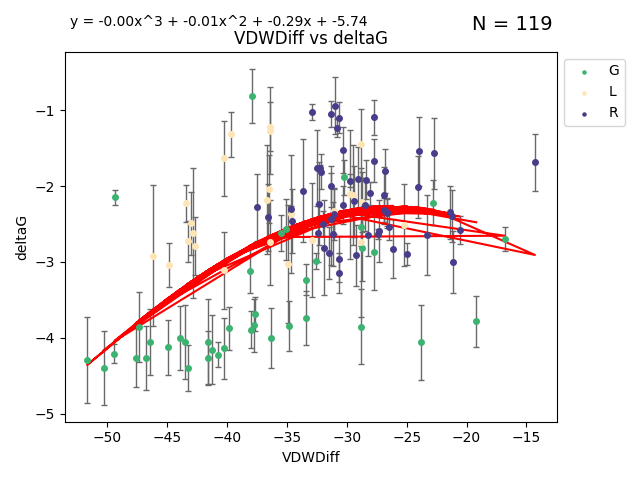 y = -0.00x^3 + -0.01x^2 + -0.29x + -5.74
N = 119
VDWDiff vs deltaG
G
L
R
−1
−2
−3
−4
−5
deltaG
−50 −45 −40 −35 −30 −25 −20 −15
VDWDiff